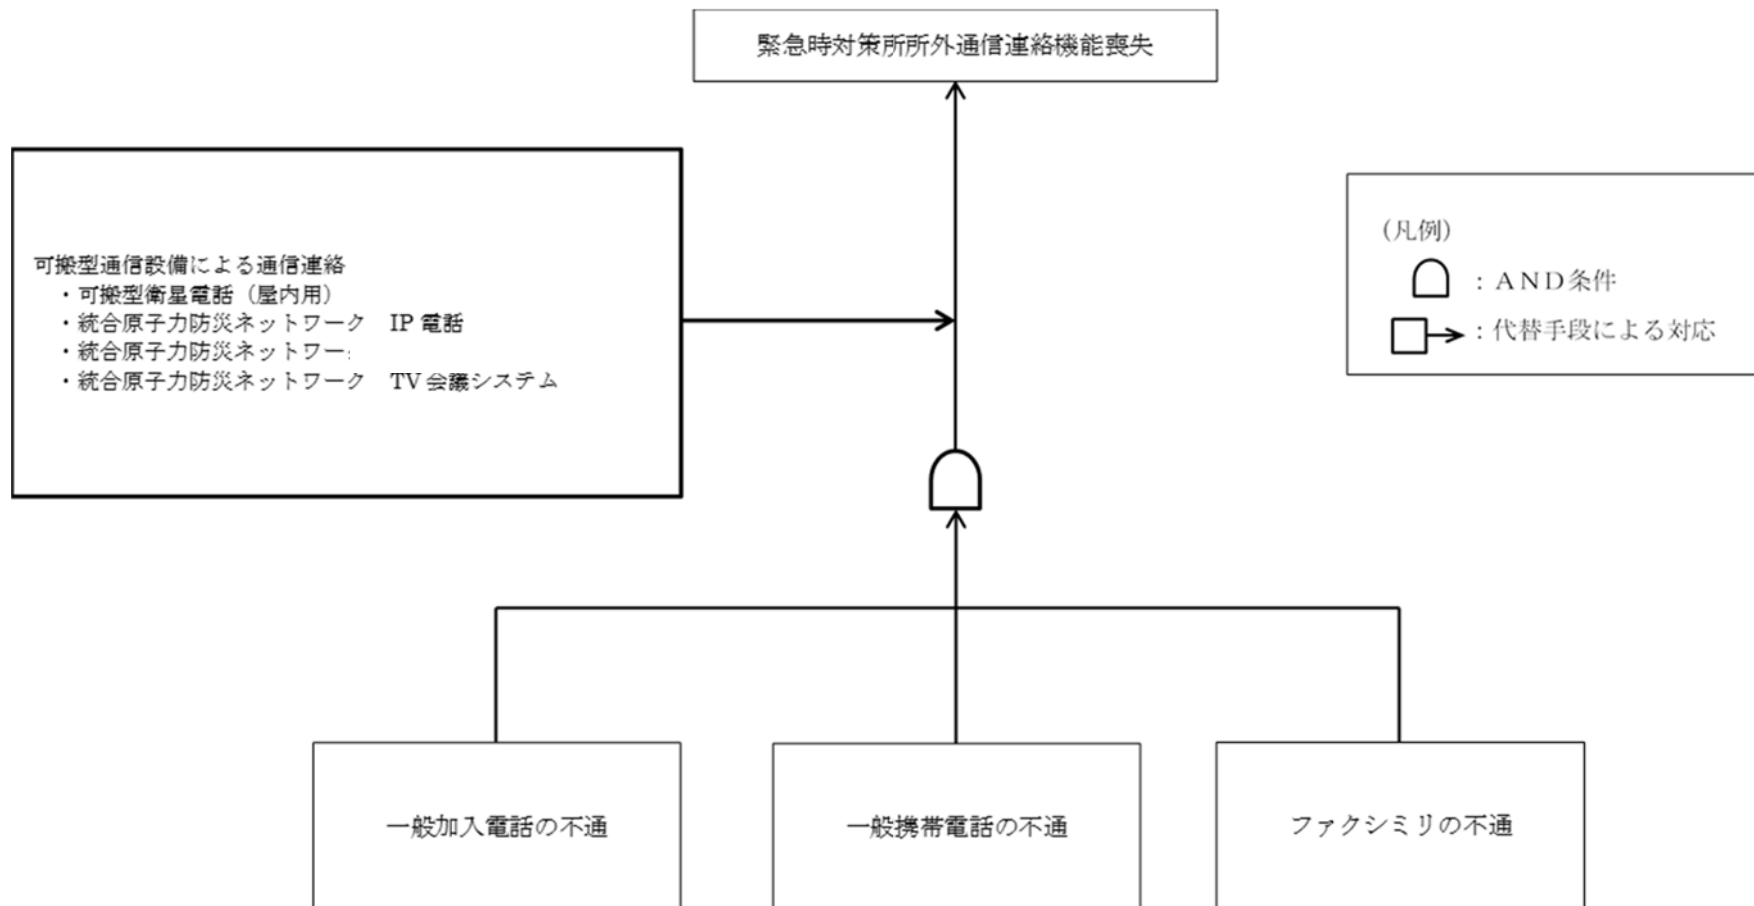 緊急時対策所所外通信連絡機能喪失
可搬型通信設備による通信連絡
・可搬型衛星電話（屋内用）
・統合原子力防災ネットワーク　IP 電話
・統合原子力防災ネットワー
・統合原子力防災ネットワーク　TV 会議システム
（凡例）
：ＡＮＤ条件
：代替手段による対応
一般加入電話の不通
一般携帯電話の不通
ファクシミリの不通